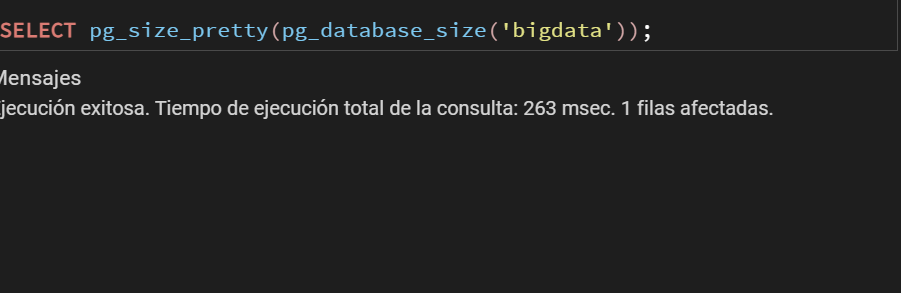 SELECT pg_size_pretty(pg_database_size('bigdata'));
Mensajes
jecución exitosa. Tiempo de ejecución total de la consulta: 263 msec. 1 filas afectadas.